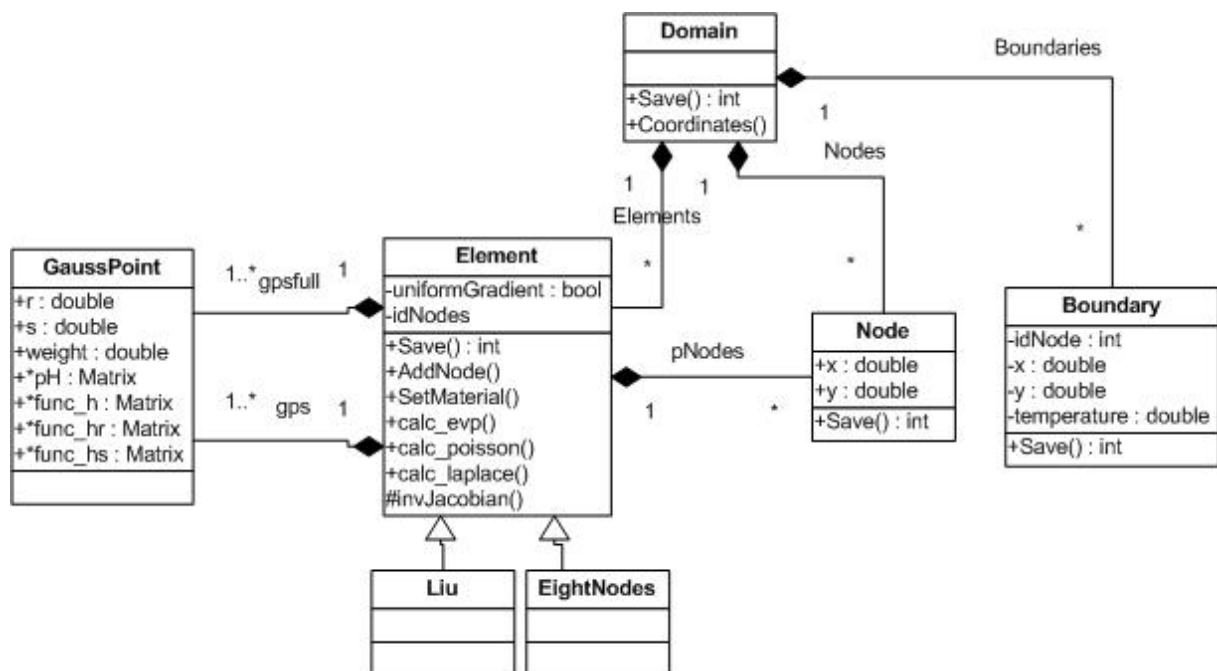 Domain
+Save() : int
+Coordinates()
Boundaries
1
Nodes
1
1
Elements
*
*
*
GaussPoint
+r : double
+s : double
+weight : double
+*pH : Matrix
+*func_h : Matrix
+*func_hr : Matrix
+*func_hs : Matrix
1..*
gpsfull
1
1..*
gps
1
Element
-uniformGradient : bool
-idNodes
+Save() : int
+AddNode()
+SetMaterial()
+calc_evp()
+calc_poisson()
+calc_laplace()
#invJacobian()
pNodes
1
*
Node
+x : double
+y : double
+Save() : int
Boundary
-idNode : int
-x : double
-y : double
-temperature : double
+Save() : int
Liu
EightNodes